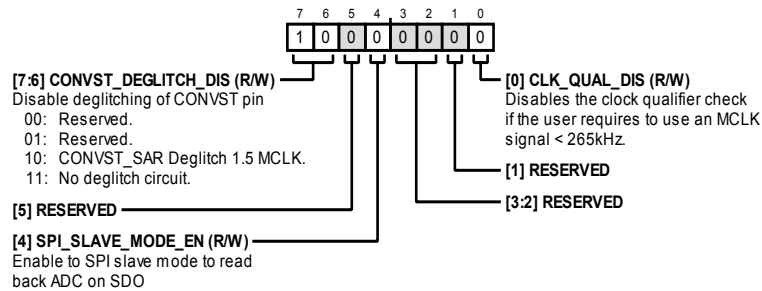 7 6 5 4 3 2 1 0
1 0 0 0 0 0 0 0
[7:6] CONVST_DEGLITCH_DIS (R/W)
Disable deglitching of CONVST pin
00: Reserved.
01: Reserved.
10: CONVST_SAR Deglitch 1.5 MCLK.
11: No deglitch circuit.
[5] RESERVED
[4] SPI_SLAVE_MODE_EN (R/W)
Enable to SPI slave mode to read
back ADC on SDO
[0] CLK_QUAL_DIS (R/W)
Disables the clock qualifier check
if the user requires to use an MCLK
signal < 265kHz.
[1] RESERVED
[3:2] RESERVED